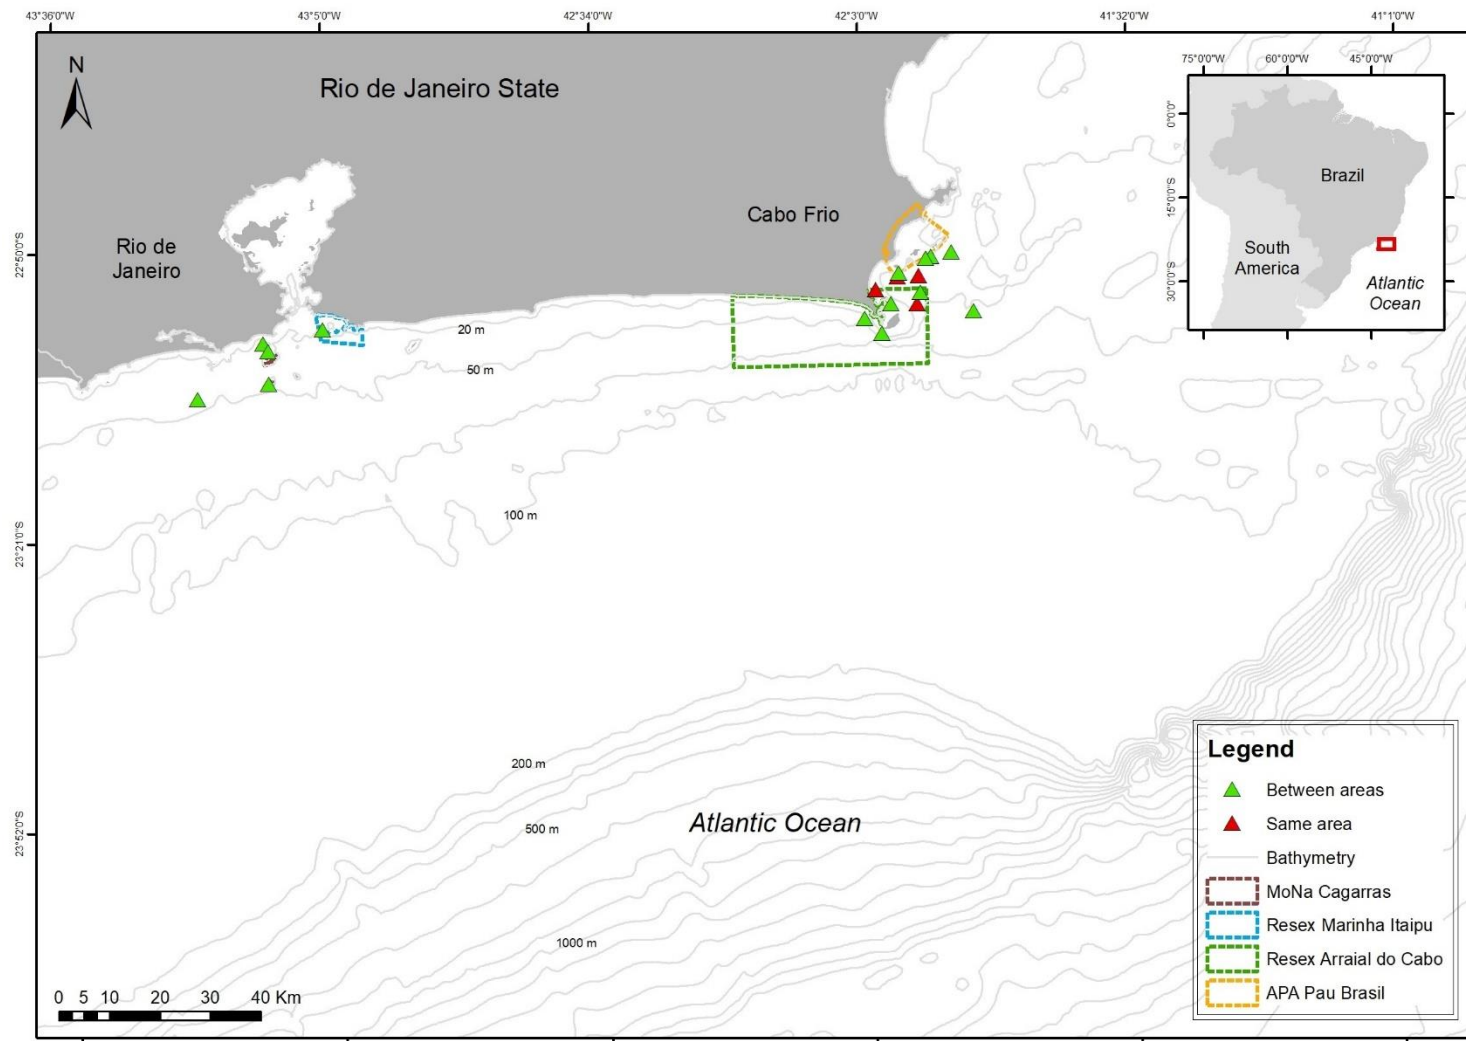 43°36'0"W 43°5'0"W 42°34'0"W 42°3'0"W 41°32'0"W 41°1'0"W
N
Rio de Janeiro State
75°0'0"W 60°0'0"W 45°0'0"W
0°0'0"
15°0'0"S
30°0'0"S
Brazil
South
America
Atlantic
Ocean
Cabo Frio
Rio de
Janeiro
22°50'0"S
23°21'0"S
23°52'0"S
20 m
50 m
100 m
200 m
500 m
1000 m
Atlantic Ocean
Legend
Between areas
Same area
Bathymetry
MoNa Cagarras
Resex Marinha Itaipu
Resex Arraial do Cabo
APA Pau Brasil
0 5 10 20 30 40 Km